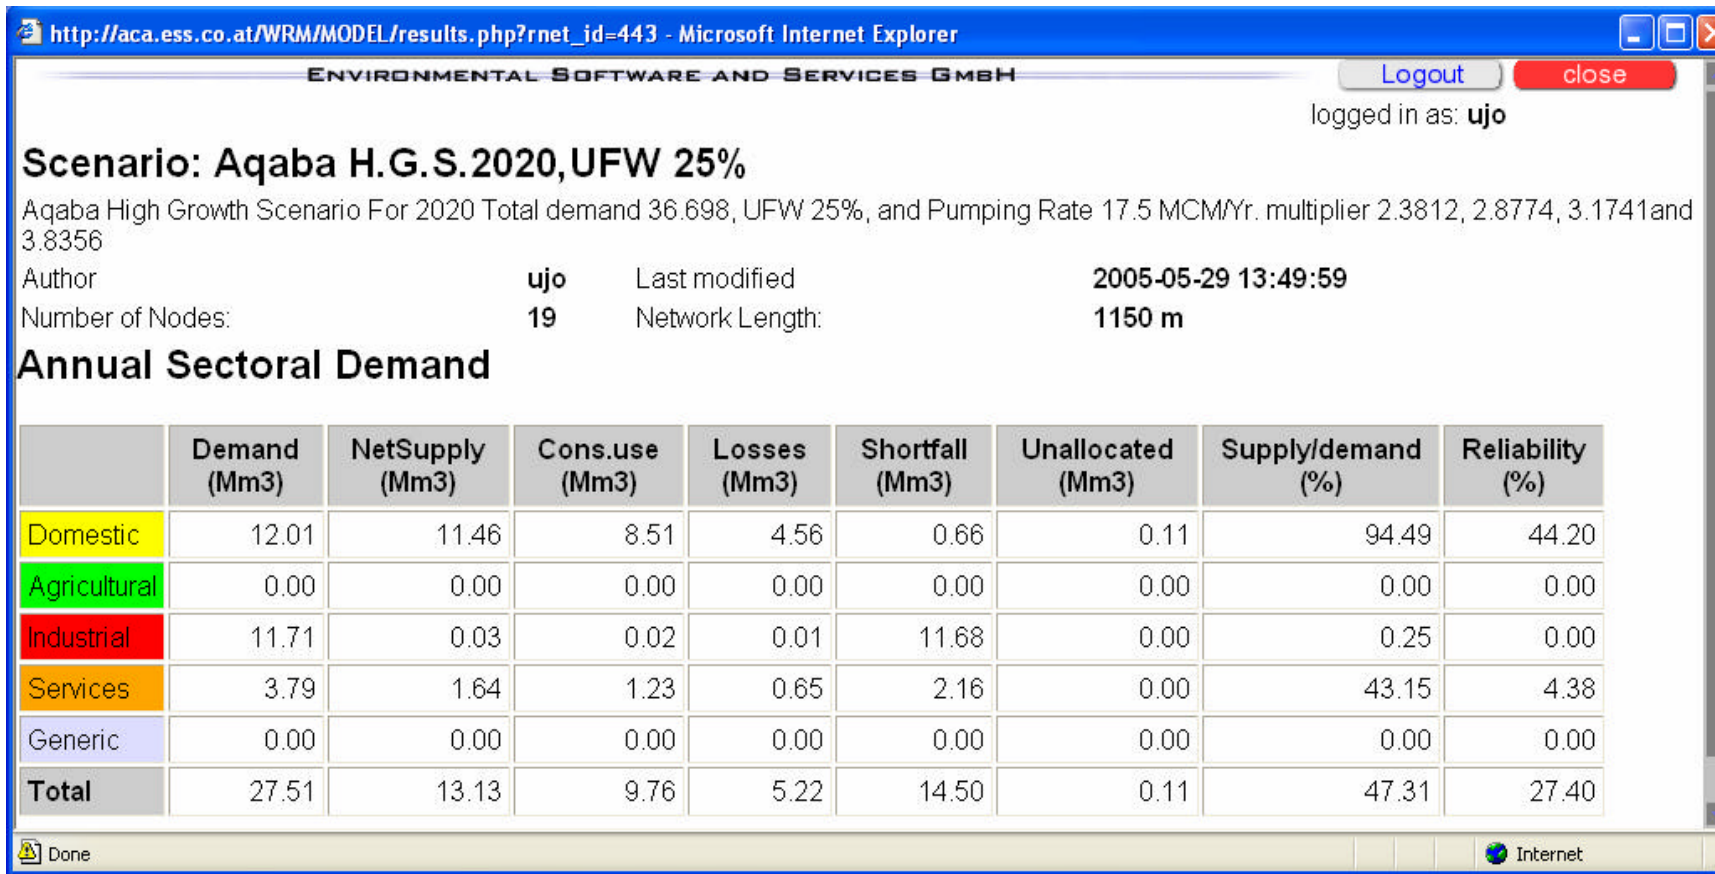 http://aca.ess.co.at/WRM/MODEL/results.php?rnet_id=443 - Microsoft Internet Explorer
ENVIRONMENTAL SOFTWARE AND SERVICES GMBH
Logout close
logged in as: ujo
Scenario: Aqaba H.G.S.2020,UFW 25%
Aqaba High Growth Scenario For 2020 Total demand 36.698, UFW 25%, and Pumping Rate 17.5 MCM/Yr. multiplier 2.3812, 2.8774, 3.1741and
3.8356
Author ujo Last modified 2005-05-29 13:49:59
Number of Nodes: 19 Network Length: 1150 m
Annual Sectoral Demand
Demand NetSupply Cons.use Losses Shortfall Unallocated Supply/demand Reliability
(Mm3) (Mm3) (Mm3) (Mm3) (Mm3) (Mm3) (%) (%)
Domestic 12.01 11.46 8.51 4.56 0.66 0.11 94.49 44.20
Agricultural 0.00 0.00 0.00 0.00 0.00 0.00 0.00 0.00
Industrial 11.71 0.03 0.02 0.01 11.68 0.00 0.25 0.00
Services 3.79 1.64 1.23 0.65 2.16 0.00 43.15 4.38
Generic 0.00 0.00 0.00 0.00 0.00 0.00 0.00 0.00
Total 27.51 13.13 9.76 5.22 14.50 0.11 47.31 27.40
Done Internet